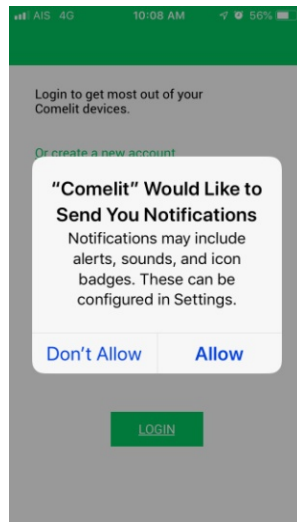 AIS 4G 10:08 AM 56%
Login to get most out of your
Comelit devices.
Or create a new account
“Comelit” Would Like to
Send You Notifications
Notifications may include
alerts, sounds, and icon
badges. These can be
configured in Settings.
Don’t Allow Allow
LOGIN